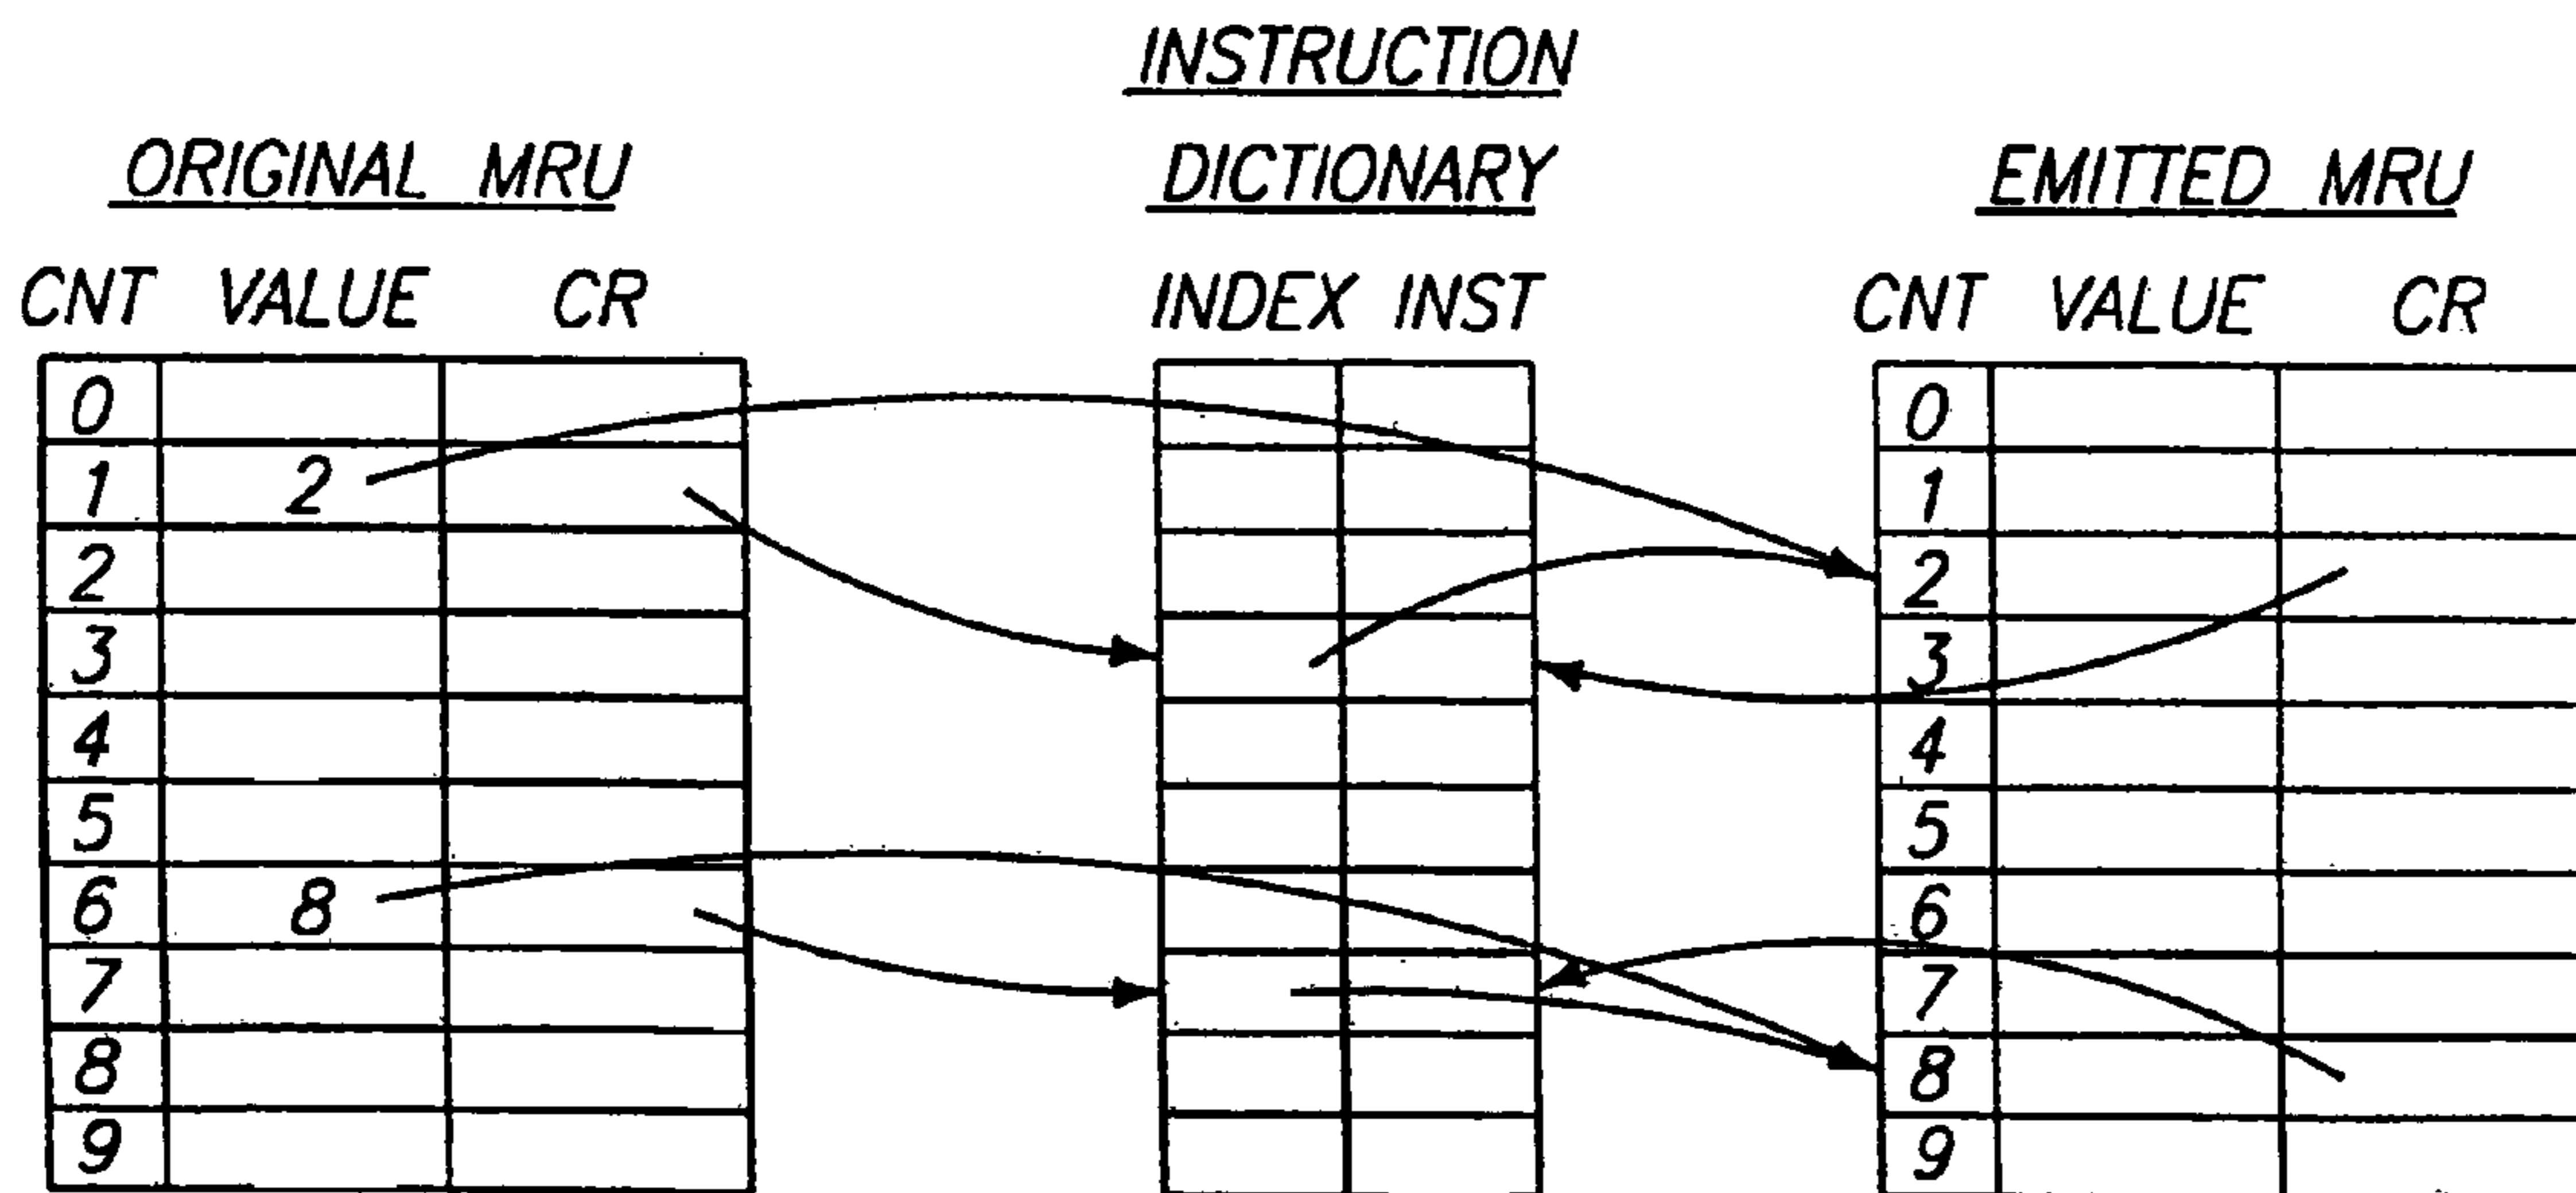 INSTRUCTION
ORIGINAL MRU DICTIONARY EMITTED MRU
CNT VALUE CR INDEX INST CNT VALUE CR
0 0
1 2 1
2 2
3 3
4 4
5 5
6 8 6
7 7
8 8
9 9